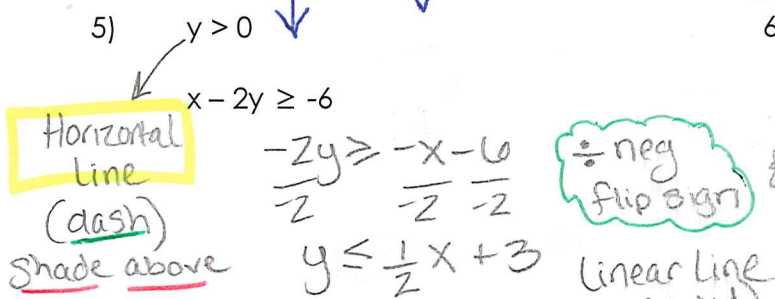 5) y > 0
x – 2y ≥ -6
Horizontal
Line
(dash)
shade above
-2y ≥ -x - 6
-2 -2 -2
y ≤ 1/2 x + 3
÷ neg
flip sign
Linear Line
6